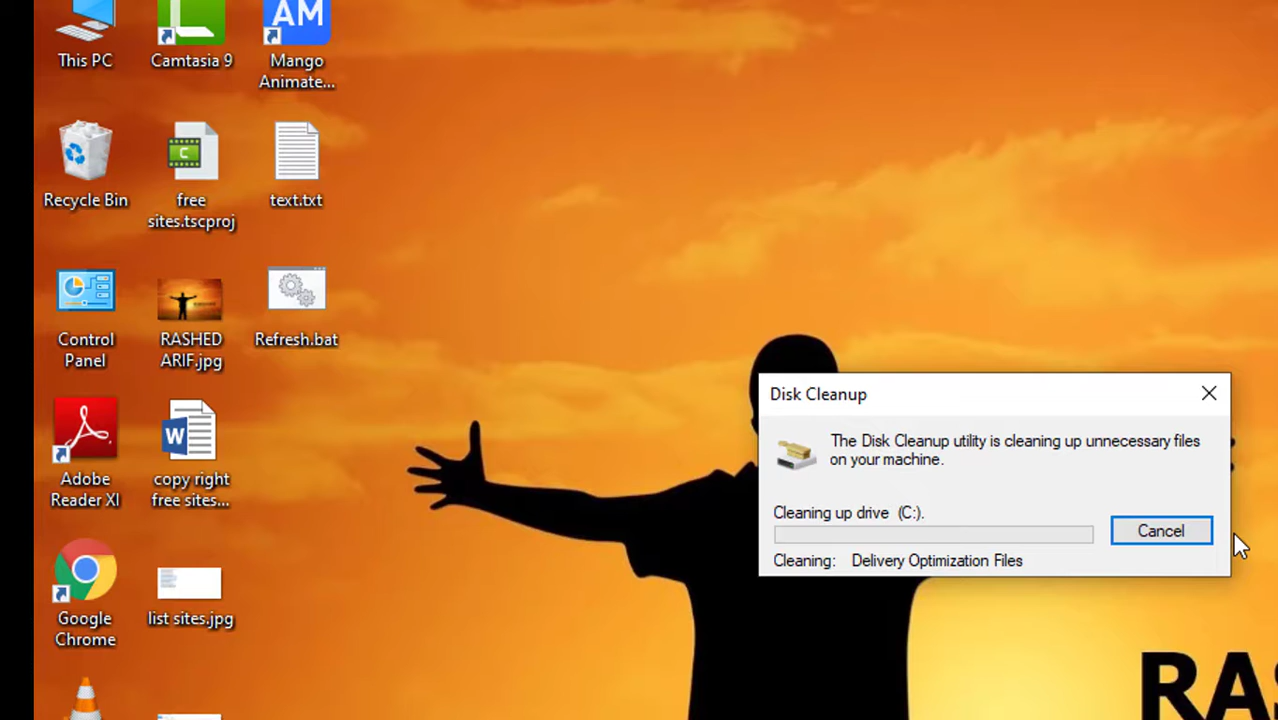 This PC
Camtasia 9
AM
Mango
Animate...
Recycle Bin
free
sites.tscproj
C
text.txt
Control
Panel
RASHED
ARIF.jpg
Refresh.bat
Adobe
Reader XI
W
copy right
free sites...
Google
Chrome
list sites.jpg
Disk Cleanup
The Disk Cleanup utility is cleaning up unnecessary files
on your machine.
Cleaning up drive (C:).
Cancel
Cleaning: Delivery Optimization Files
RAS